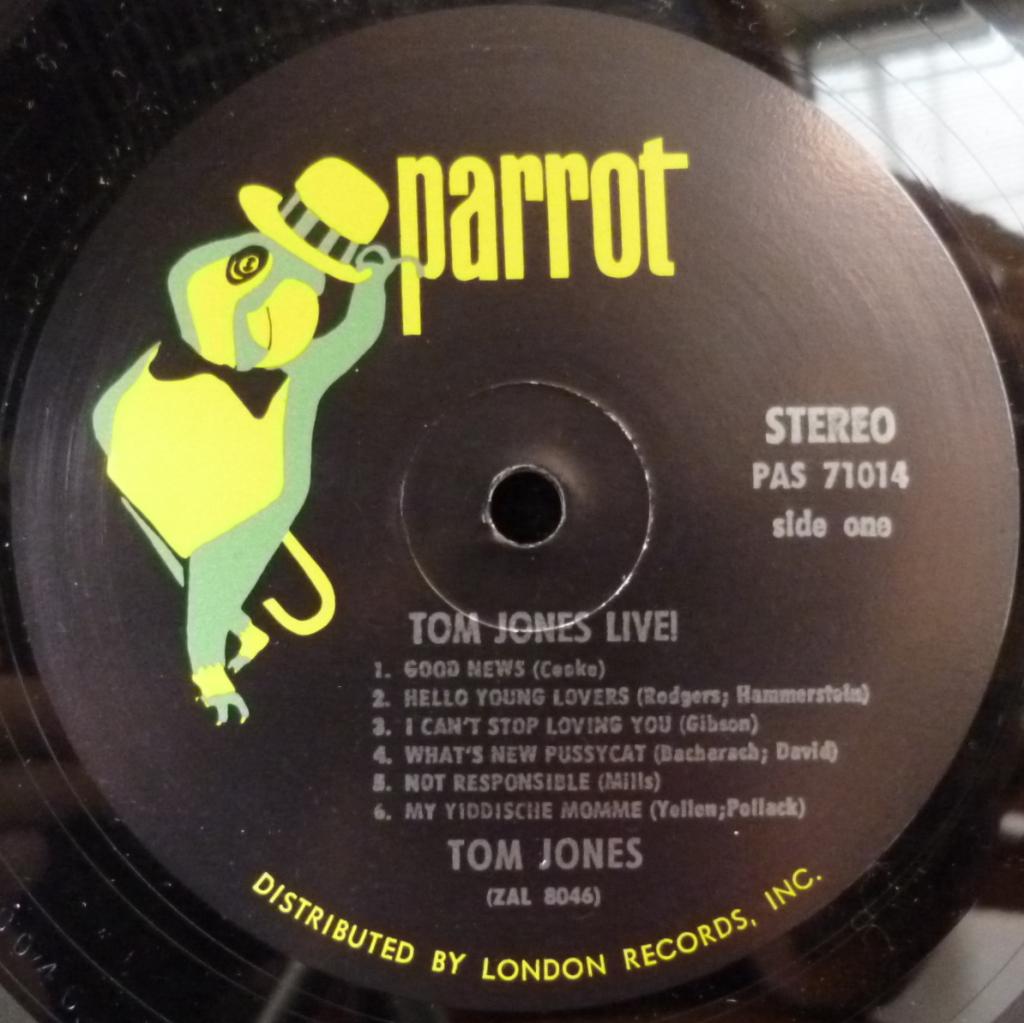 parrot
STEREO
PAS 71014
side one
TOM JONES LIVE!
1. GOOD NEWS (Cooke)
2. HELLO YOUNG LOVERS (Rodgers; Hammerstein)
3. I CAN'T STOP LOVING YOU (Gibson)
4. WHAT'S NEW PUSSYCAT (Bacharach; David)
5. NOT RESPONSIBLE (Mills)
6. MY YIDDISCHE MOMME (Yellen;Pollack)
TOM JONES
(ZAL 8046)
DISTRIBUTED BY LONDON RECORDS, INC.